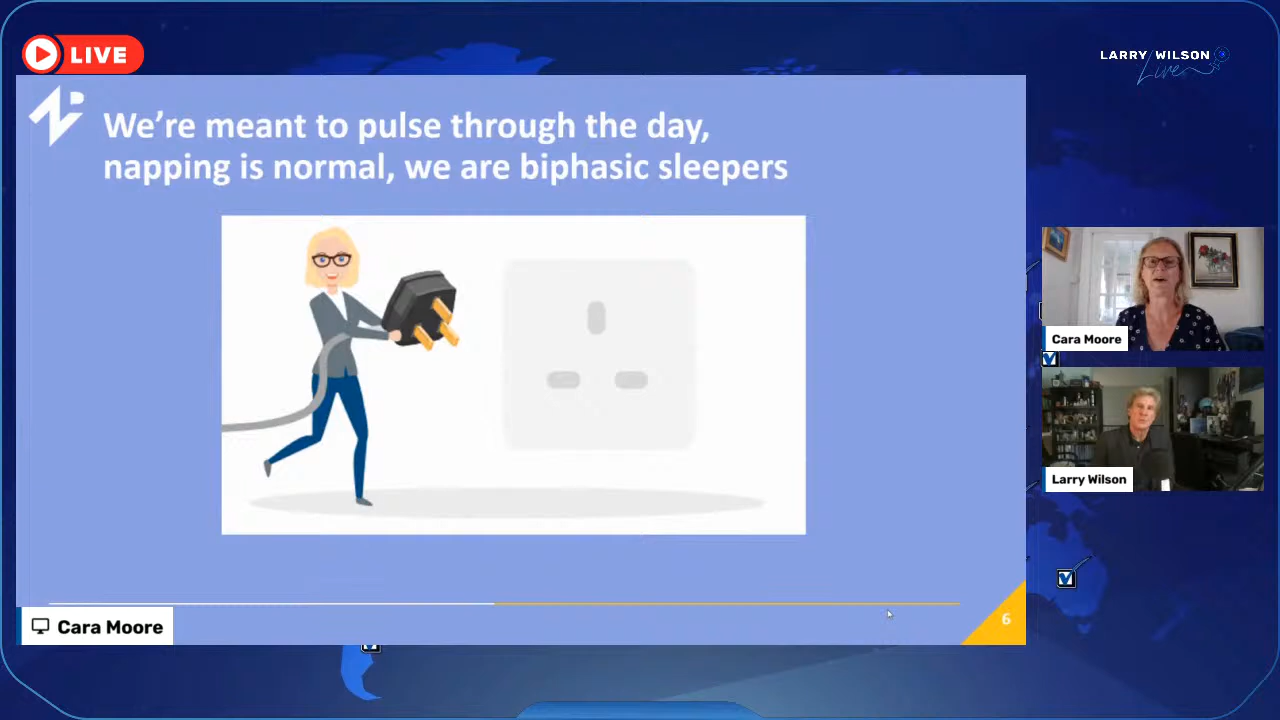 LIVE
LARRY WILSON
Live
We're meant to pulse through the day,
napping is normal, we are biphasic sleepers
Cara Moore
Larry Wilson
6
Cara Moore